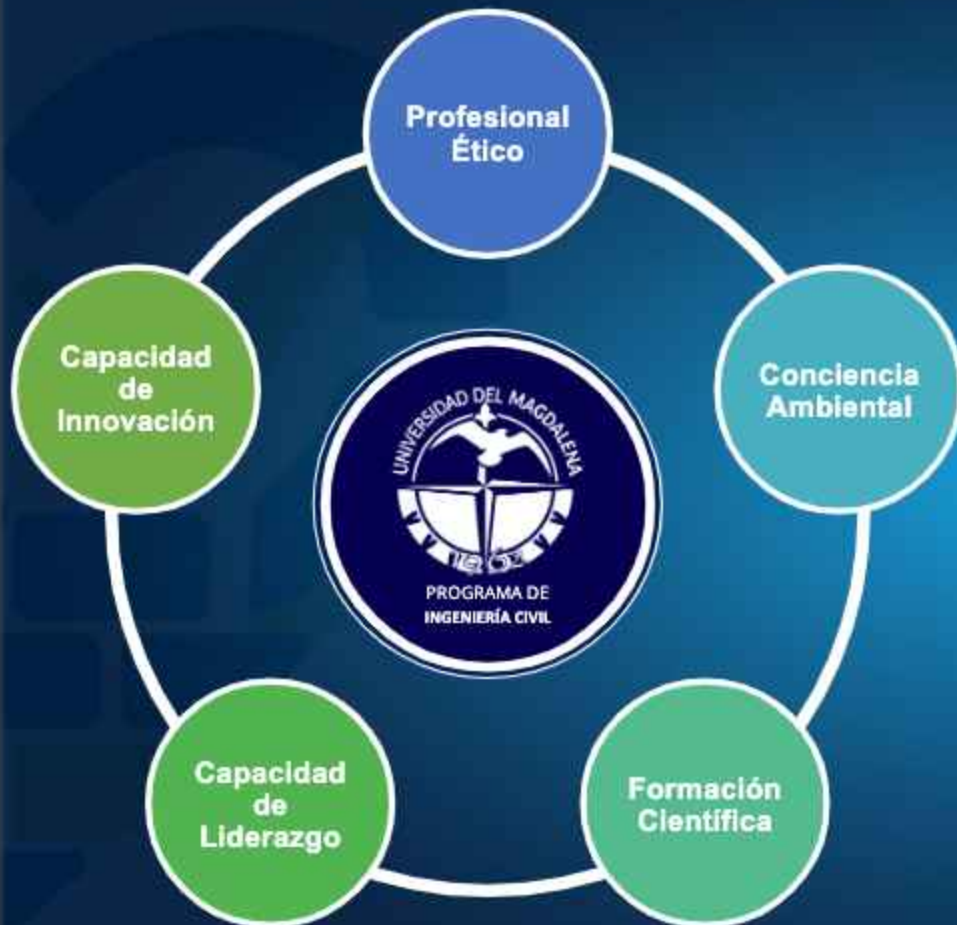 Profesional
Ético
Conciencia
Ambiental
Formación
Científica
Capacidad
de
Liderazgo
Capacidad
de
Innovación
UNIVERSIDAD DEL MAGDALENA
PROGRAMA DE
INGENIERÍA CIVIL